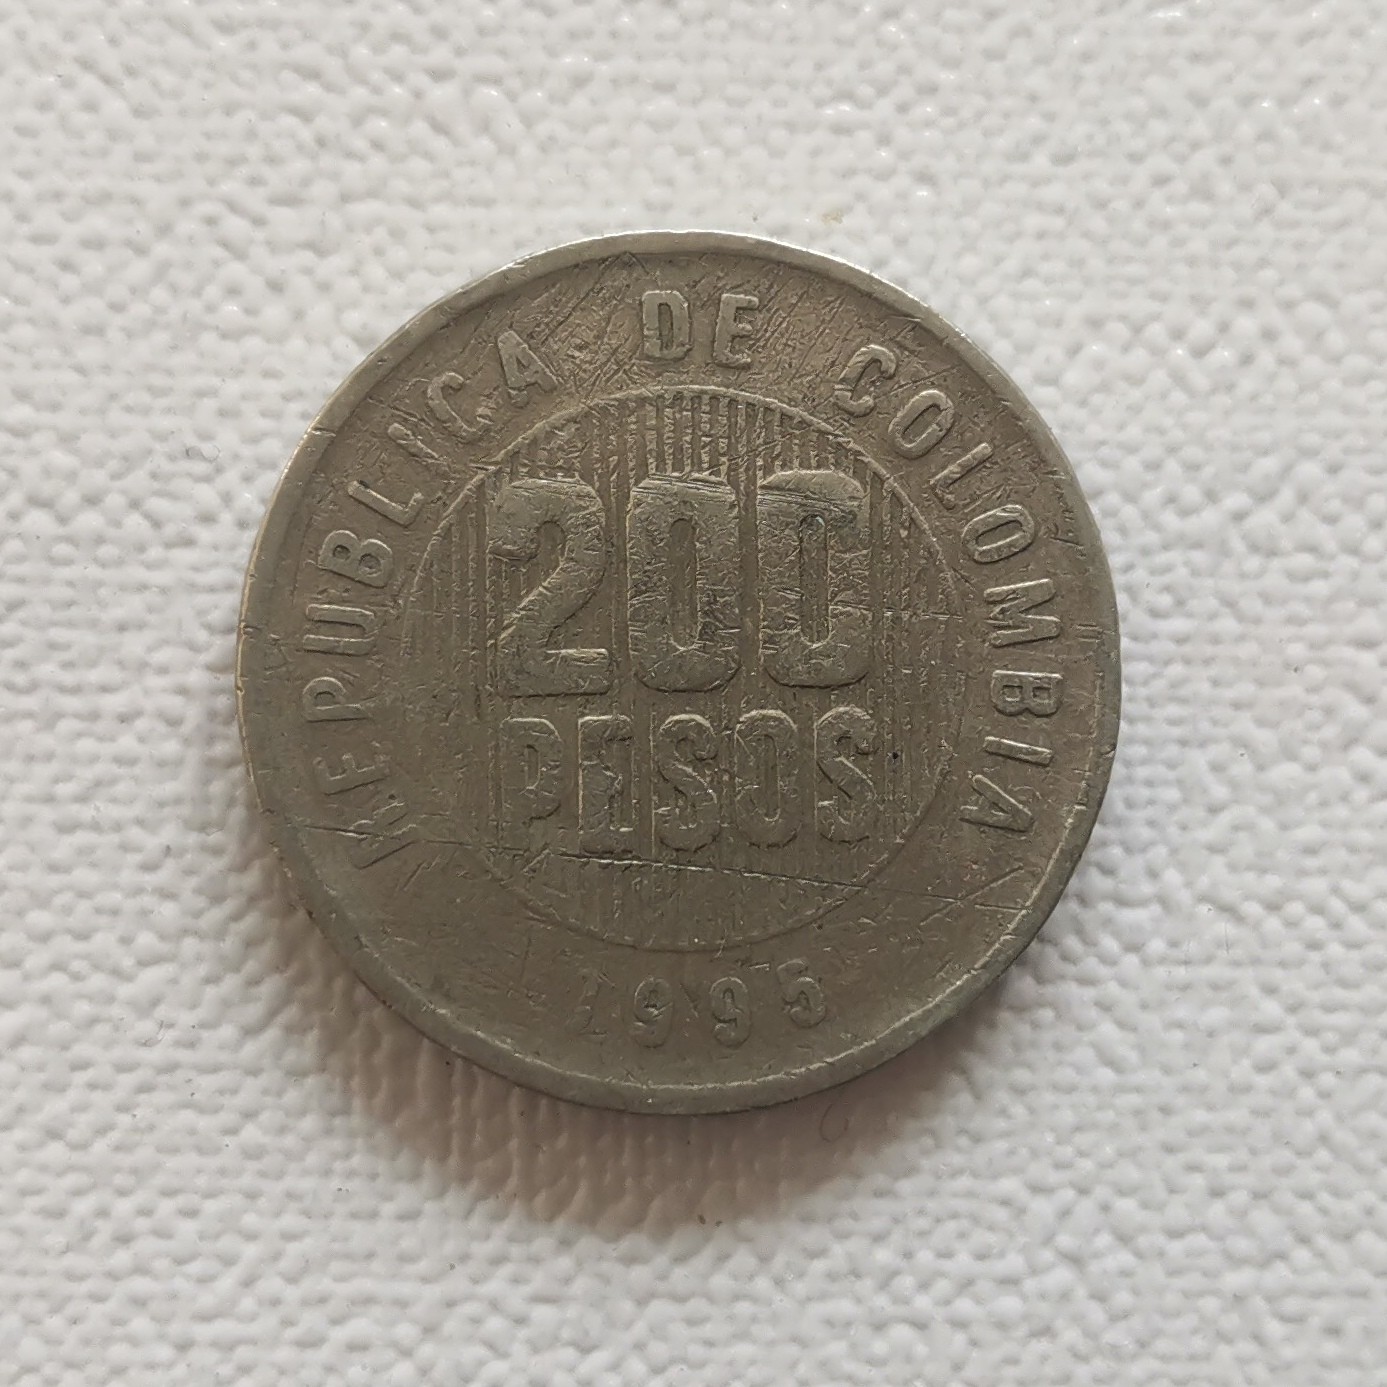 REPUBLICA DE COLOMBIA
200
PESOS
1995